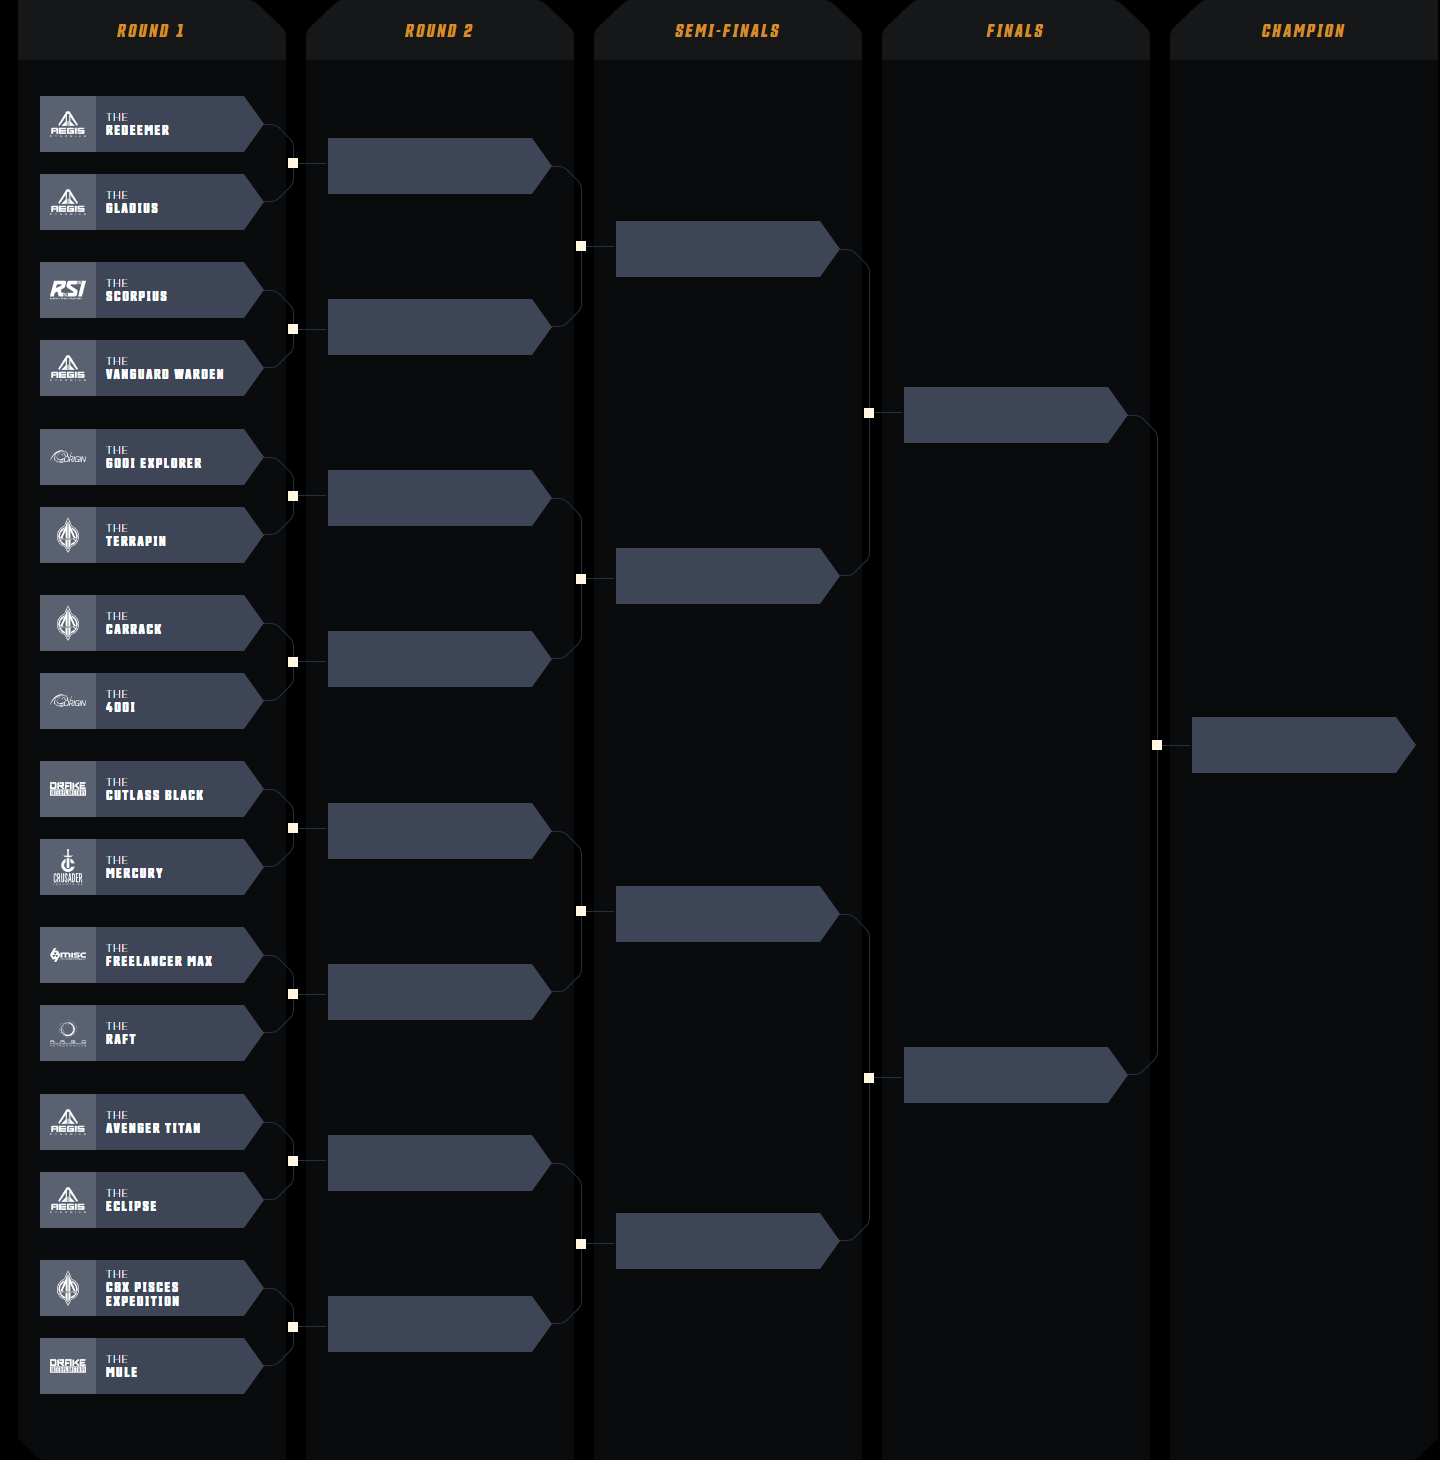 ROUND 1
ROUND 2
SEMI-FINALS
FINALS
CHAMPION
AEGIS
THE
REDEEMER
AEGIS
THE
GLADIUS
RSI
THE
SCORPIUS
AEGIS
THE
VANGUARD WARDEN
ORIGIN
THE
600I EXPLORER
THE
TERRAPIN
THE
CARRACK
ORIGIN
THE
400I
DRAKE
INTERPLANETARY
THE
CUTLASS BLACK
CRUSADER
THE
MERCURY
MISC
THE
FREELANCER MAX
ARGO
THE
RAFT
AEGIS
THE
AVENGER TITAN
AEGIS
THE
ECLIPSE
THE
C8X PISCES
EXPEDITION
DRAKE
INTERPLANETARY
THE
MULE